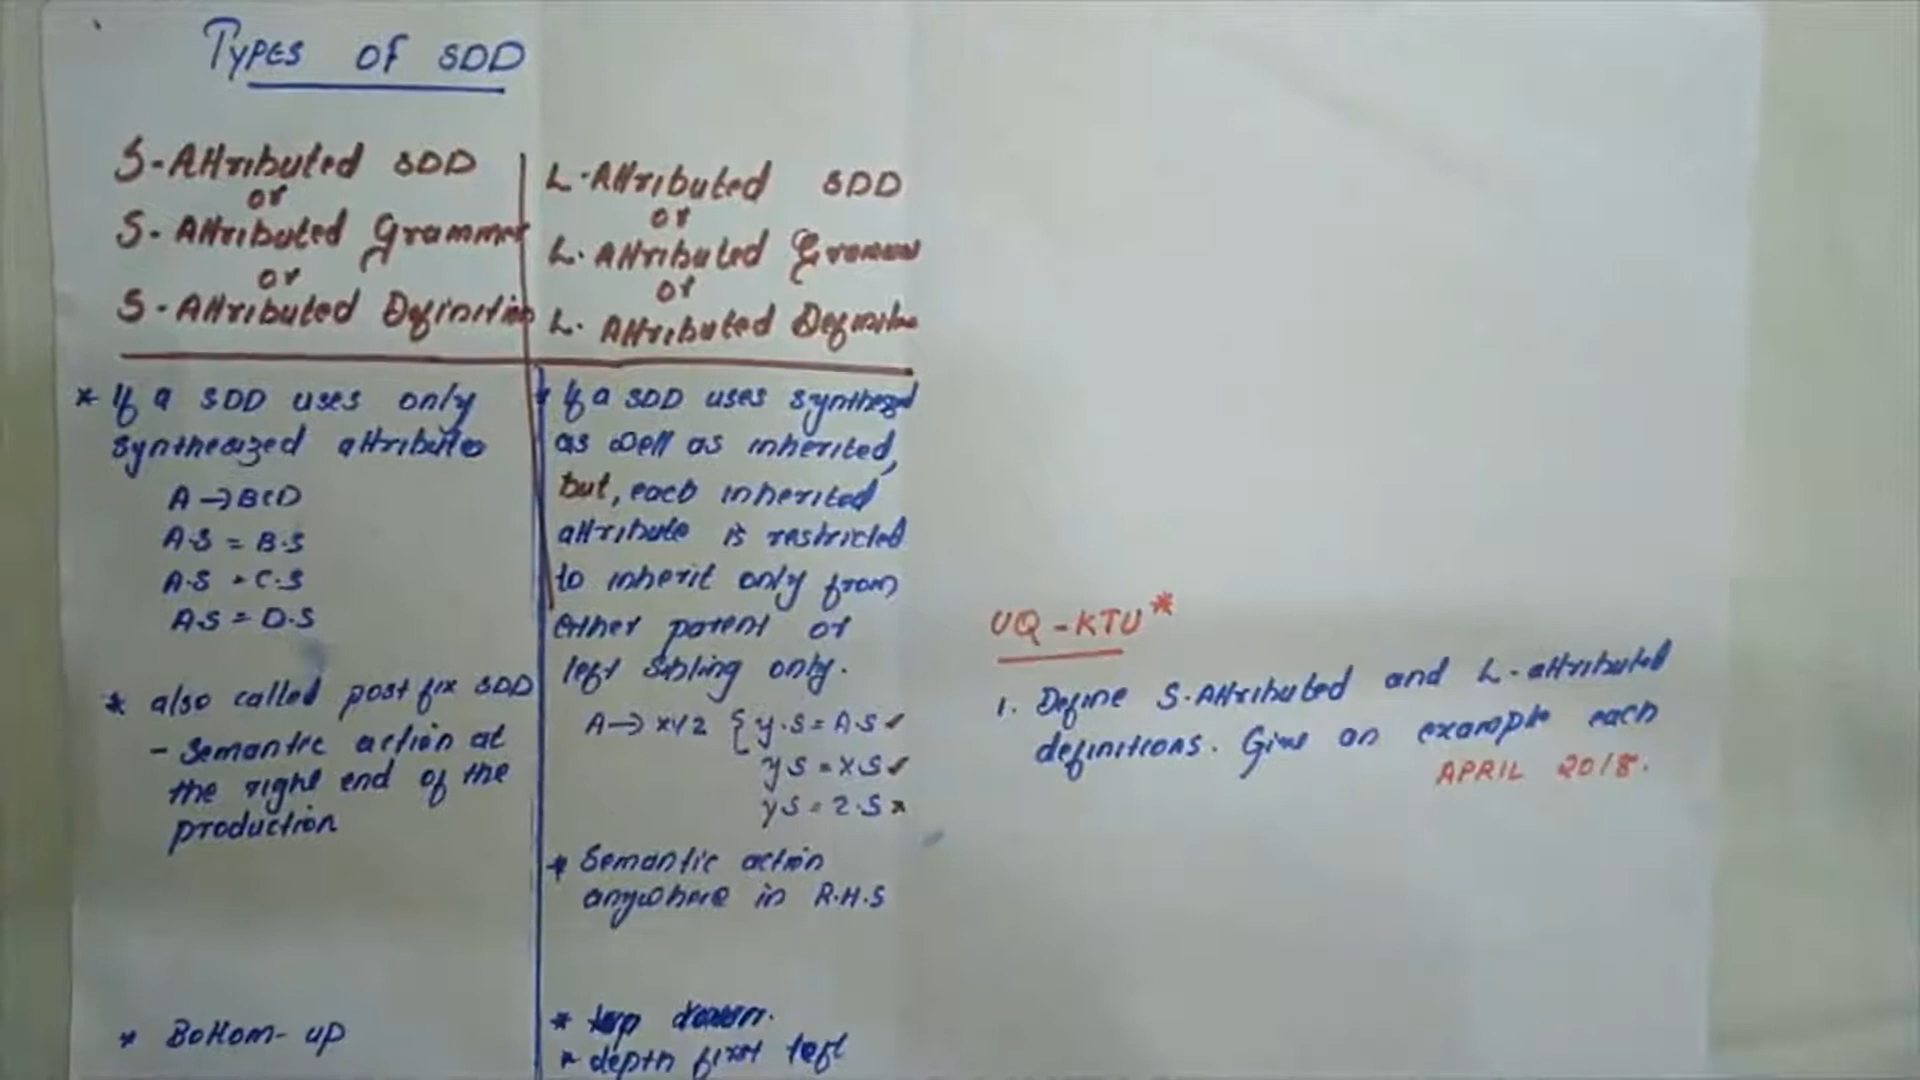 Types of SDD
S-Attributed SDD
or
S-Attributed Grammer
or
S-Attributed Definition
* If a SDD uses only
synthesized attributes
A → BCD
A.S = B.S
A.S = C.S
A.S = D.S
* also called postfix SDD
- Semantic action at
the right end of the
production
* Bottom-up
L-Attributed SDD
or
L-Attributed
or
L-Attributed
* If a SDD uses synthesized
as well as inherited,
but, each inherited
attribute is restricted
to inherit only from
either parent or
left sibling only.
A → XYZ { Y.S = A.S ✓
Y.S = X.S ✓
Y.S = Z.S ×
* Semantic action
anywhere in R.H.S
* top down.
* depth first left
UQ - KTU *
1. Define S-Attributed and L-attributed
definitions. Give an example each
APRIL 2018.